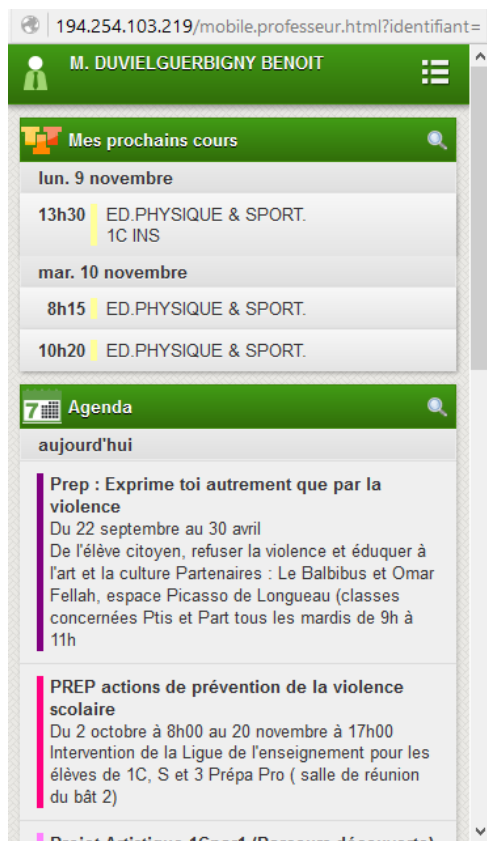 194.254.103.219/mobile.professeur.html?identifiant=
M. DUVIELGUERBIGNY BENOIT
Mes prochains cours
lun. 9 novembre
13h30 ED.PHYSIQUE & SPORT.
1C INS
mar. 10 novembre
8h15 ED.PHYSIQUE & SPORT.
10h20 ED.PHYSIQUE & SPORT.
7 Agenda
aujourd'hui
Prep : Exprime toi autrement que par la
violence
Du 22 septembre au 30 avril
De l'élève citoyen, refuser la violence et éduquer à
l'art et la culture Partenaires : Le Balbibus et Omar
Fellah, espace Picasso de Longueau (classes
concernées Ptis et Part tous les mardis de 9h à
11h
PREP actions de prévention de la violence
scolaire
Du 2 octobre à 8h00 au 20 novembre à 17h00
Intervention de la Ligue de l'enseignement pour les
élèves de 1C, S et 3 Prépa Pro ( salle de réunion
du bât 2)
Projet Artistique 1Cpar1 (Parcours découverte)